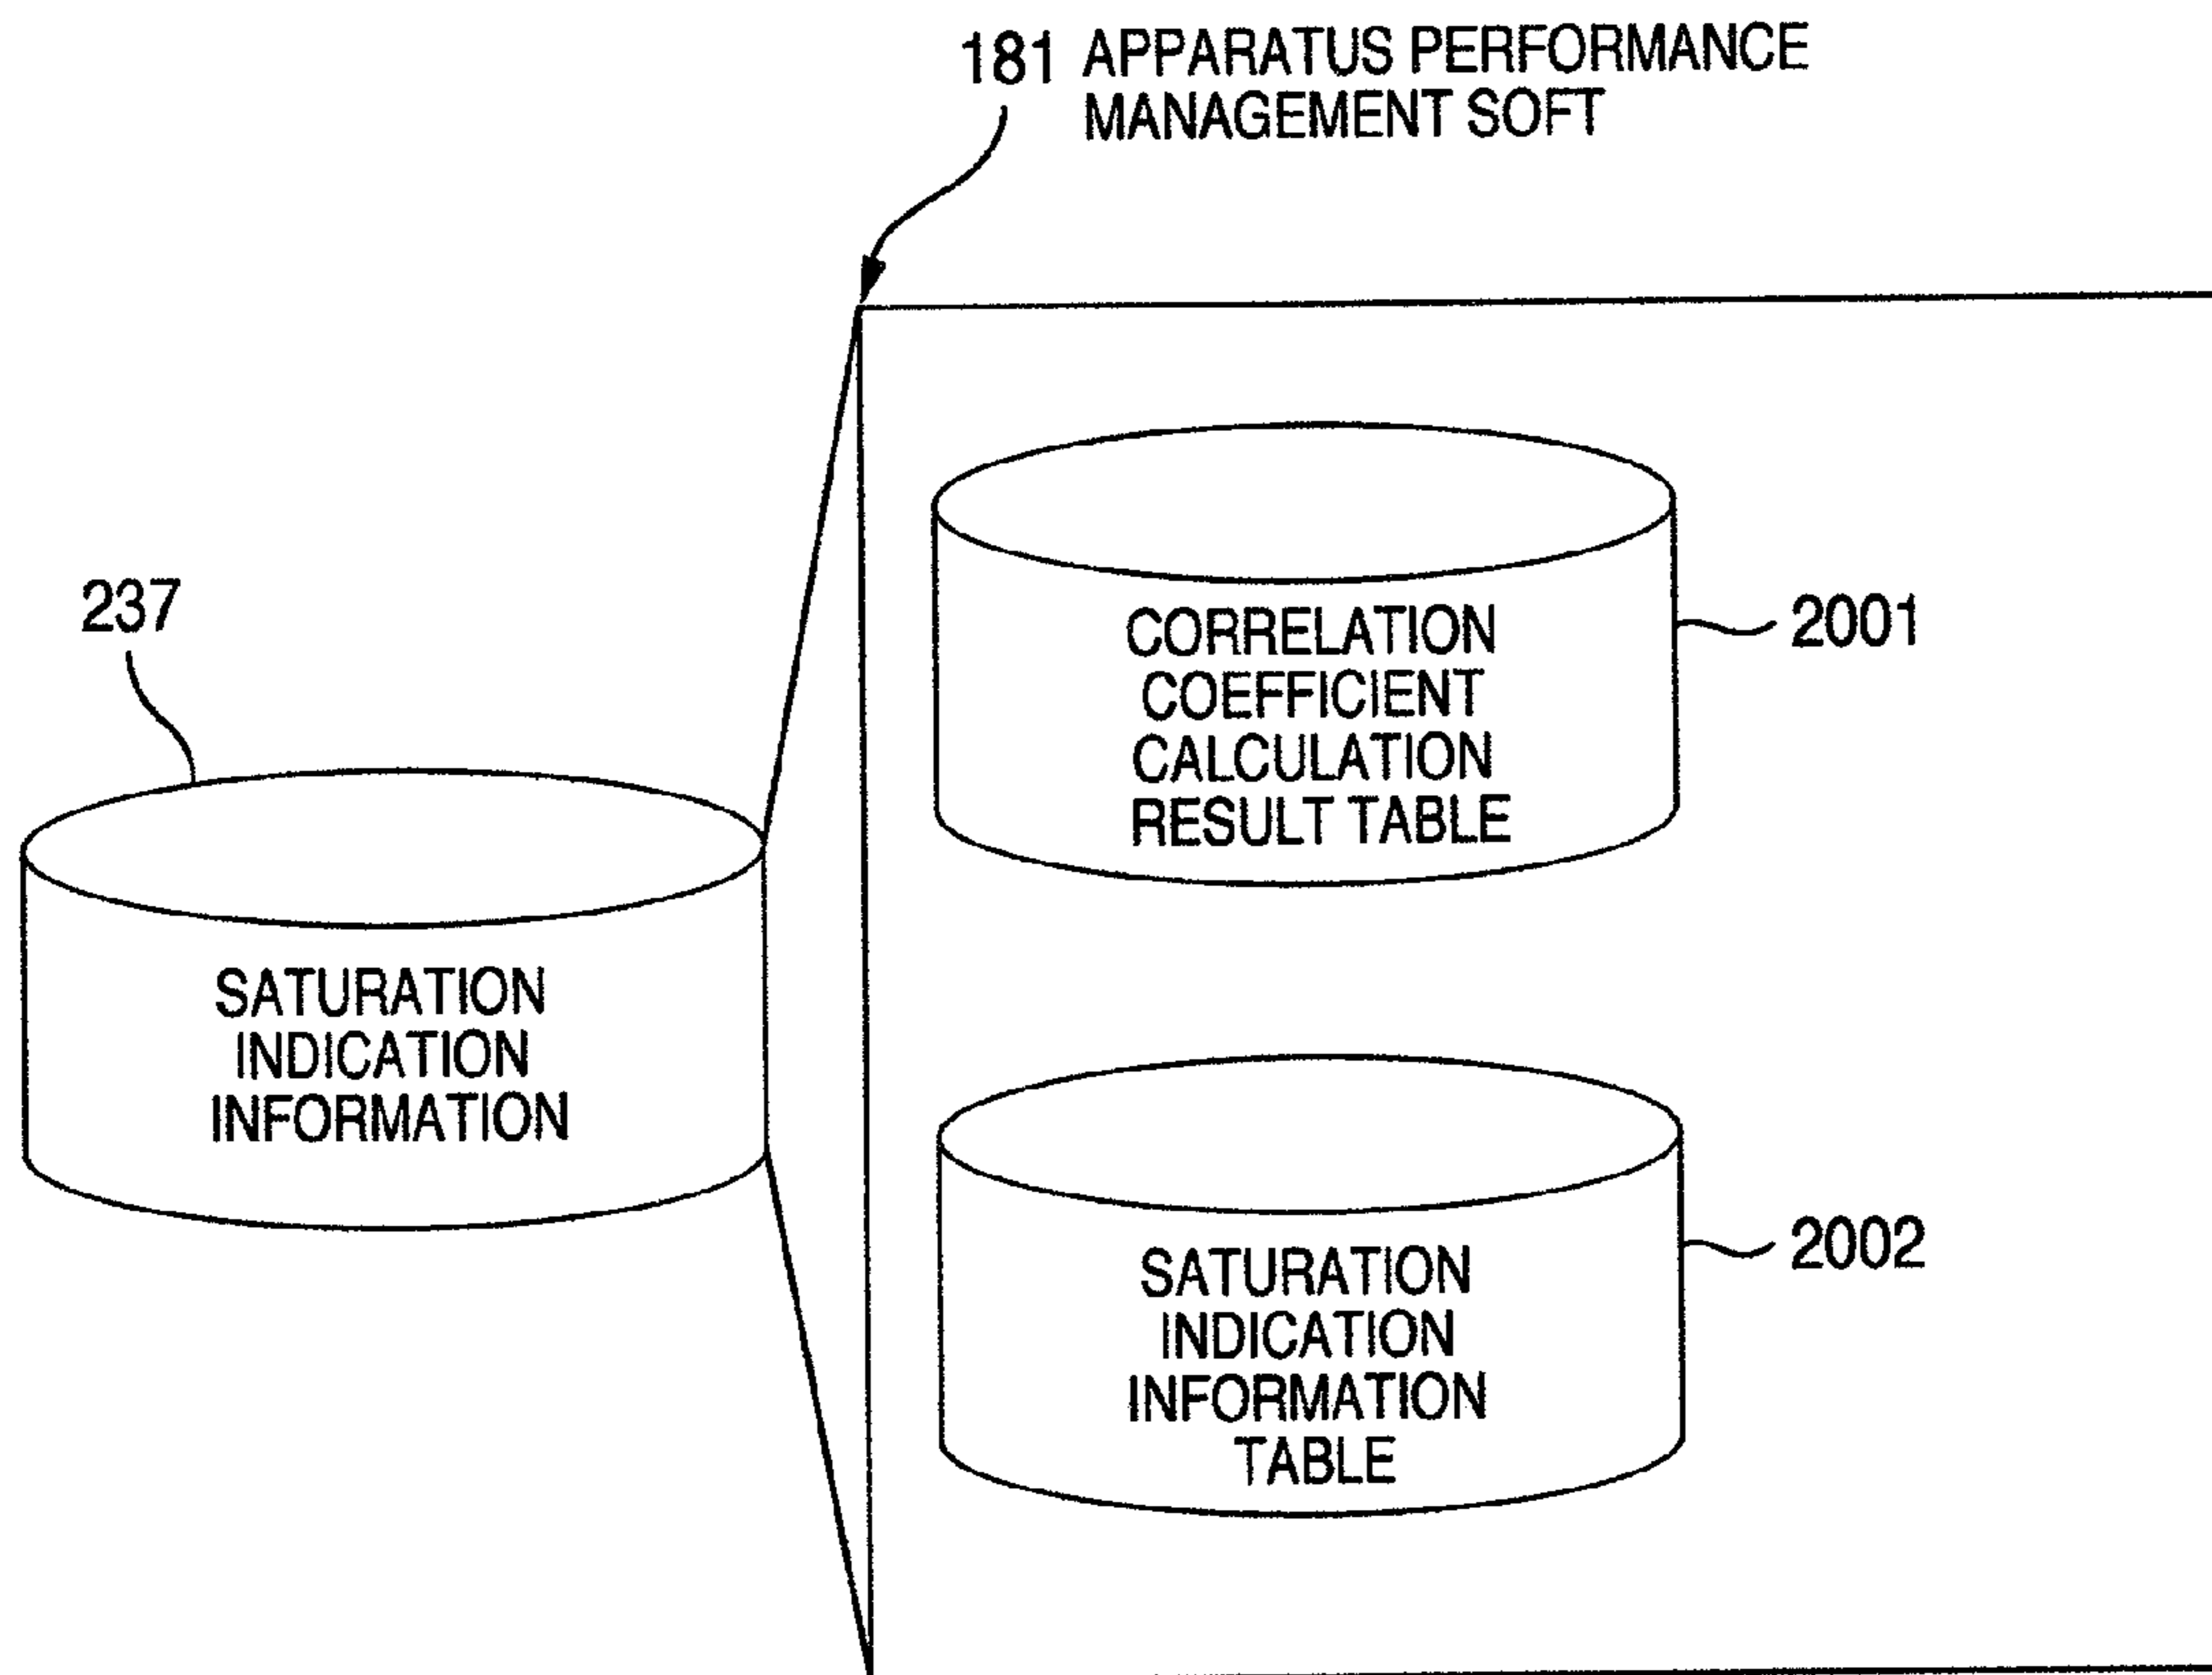 181 APPARATUS PERFORMANCE
MANAGEMENT SOFT
237
SATURATION
INDICATION
INFORMATION
CORRELATION
COEFFICIENT
CALCULATION
RESULT TABLE
2001
SATURATION
INDICATION
INFORMATION
TABLE
2002